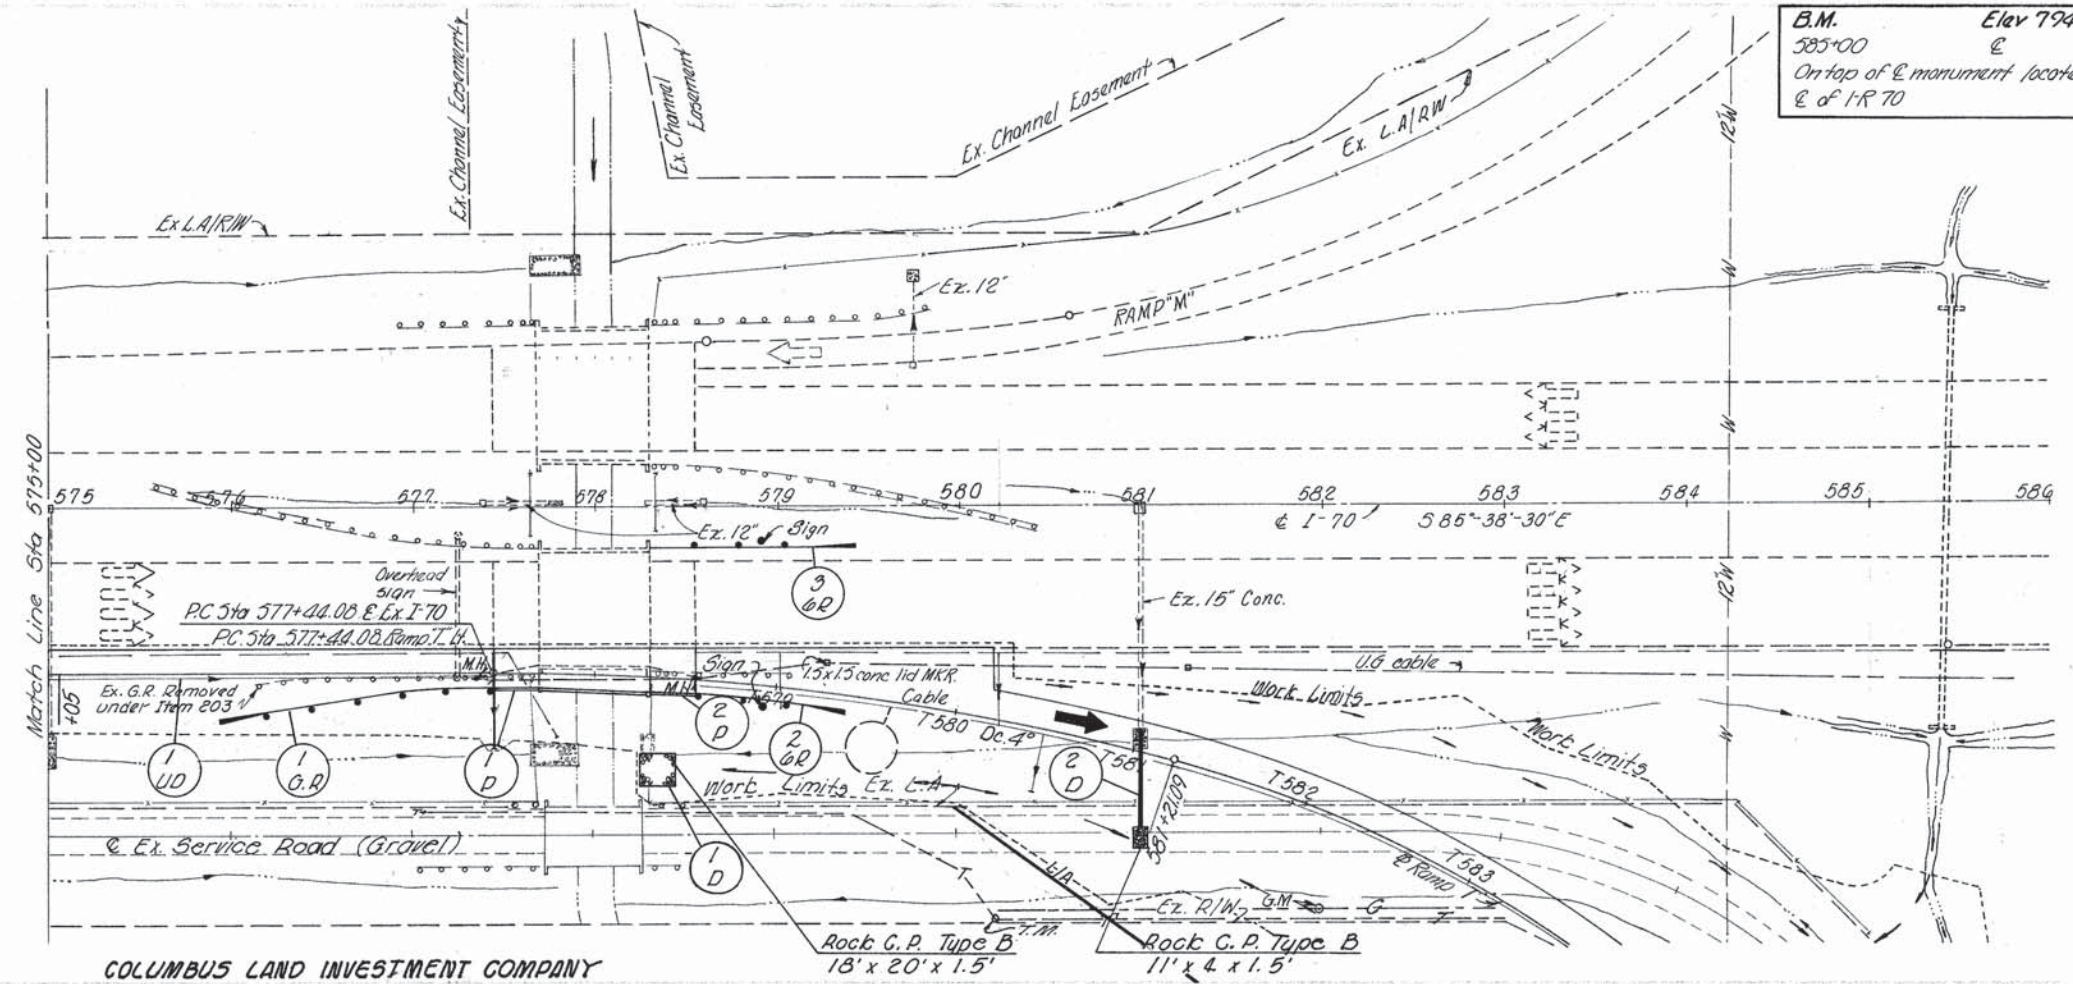 B.M. Elev 794
585+00 ℄
On top of ℄ monument locate
℄ of I-R 70
Ex. Channel Easement
Ex. Channel
Easement
Ex. Channel Easement
Ex. L.A/RW
12"W
W
W
12"W
W
Ex L.A/R/W
Ex. 12"
RAMP "M"
Match Line Sta 575+00
575 576 577 578 579 580 581 582 583 584 585 586
℄ I-70 S 85°-38'-30"E
Ex. 12"
Sign
3
GR
Overhead
sign
P.C Sta 577+44.08 ℄ Ex. I-70
P.C. Sta. 577+44.08 Ramp "T" Lt.
Ex. 15" Conc.
M.H.
Sign
1.5 x 1.5 conc lid MKR.
Cable
U.G cable
Work Limits
Ex. G.R. Removed
under Item 203
+05
M.H.
T 579
T 580
Dc. 4°
T 581
T 582
T 583
℄ Ramp
Work Limits
1
UD
1
G.R
1
P
2
P
2
GR
2
D
Work Limits
Ex. L.A
581+21.09
℄ Ex. Service Road (Gravel)
1
D
L/A
T
Ex. R/W
G.M
G
T
T.M.
Rock C.P. Type B
18' x 20' x 1.5'
Rock C.P. Type B
11' x 4 x 1.5'
COLUMBUS LAND INVESTMENT COMPANY